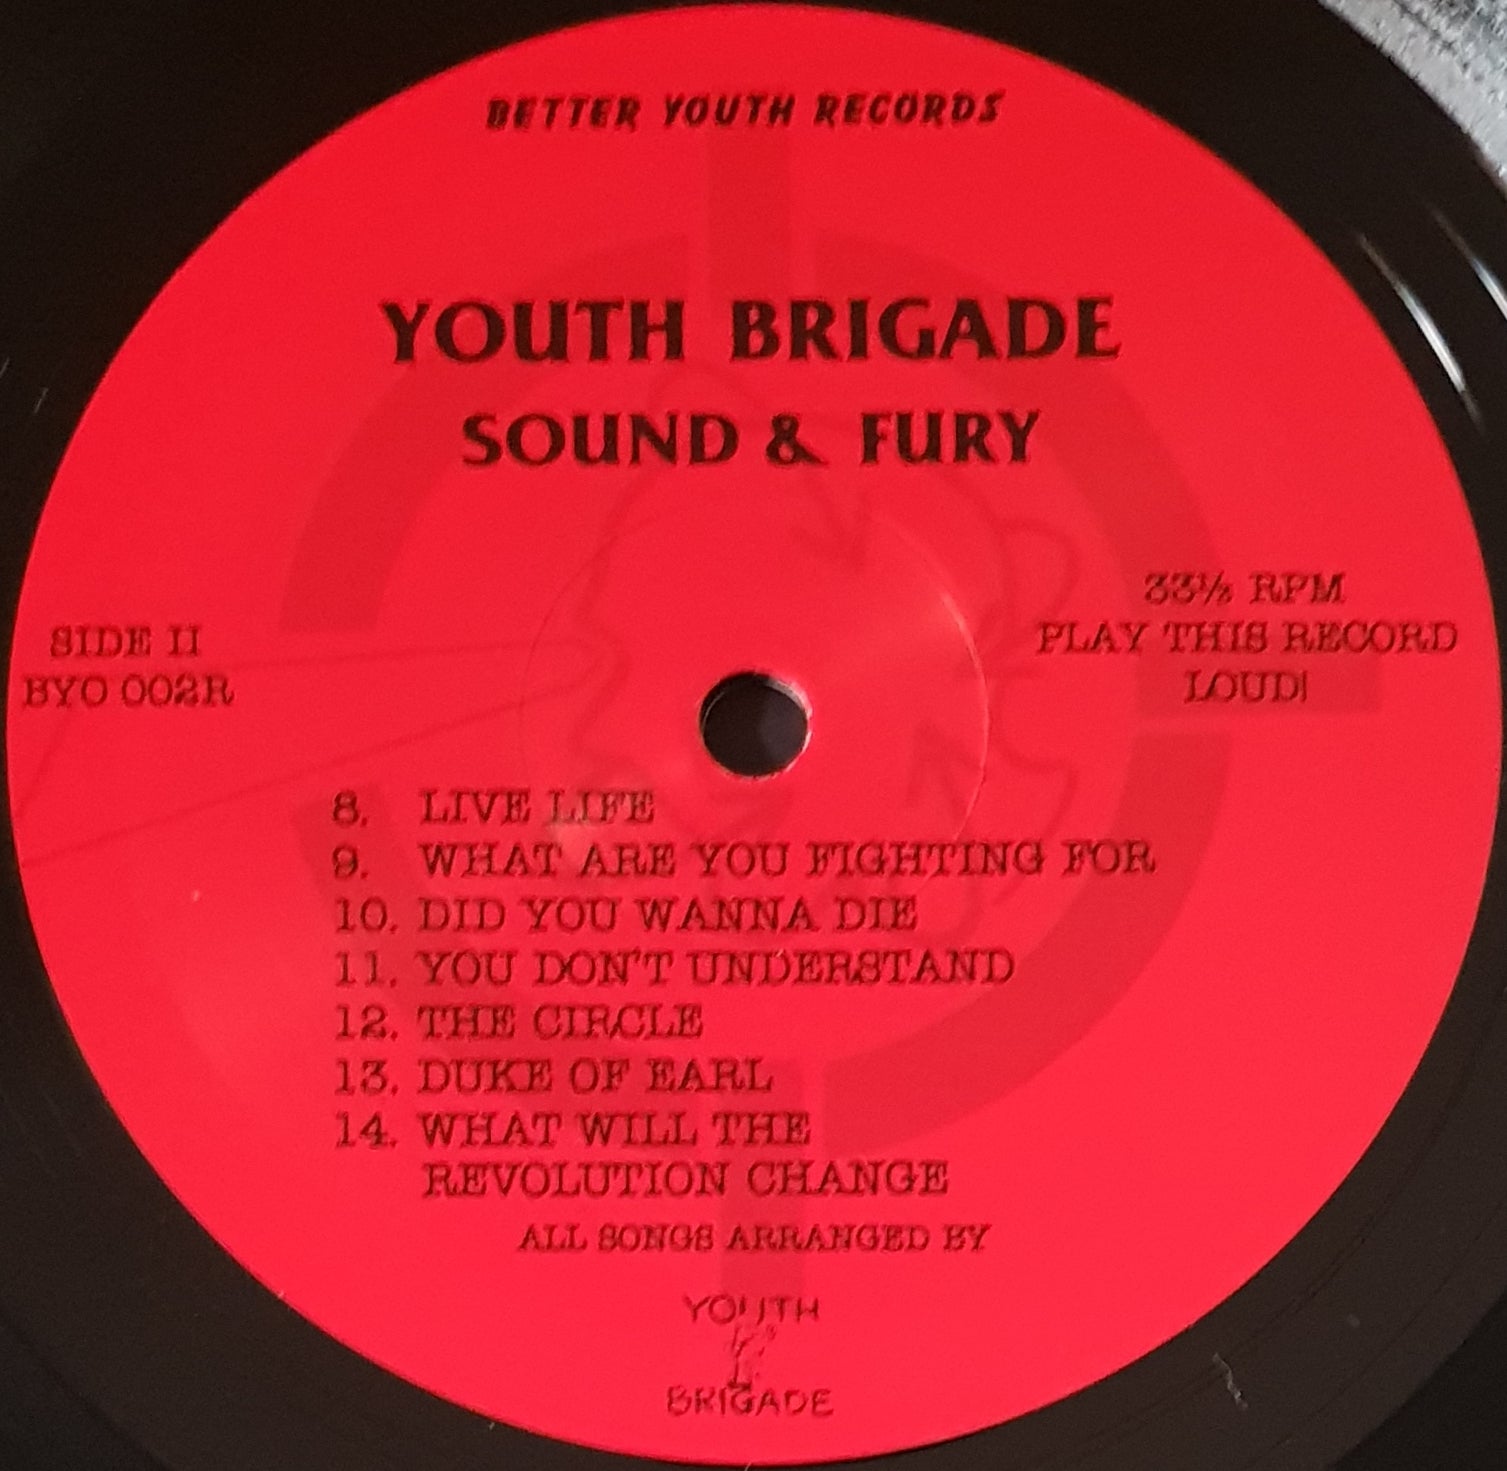 BETTER YOUTH RECORDS
YOUTH BRIGADE
SOUND & FURY
SIDE II
BYO 002R
33⅓ RPM
PLAY THIS RECORD
LOUD!
8. LIVE LIFE
9. WHAT ARE YOU FIGHTING FOR
10. DID YOU WANNA DIE
11. YOU DON'T UNDERSTAND
12. THE CIRCLE
13. DUKE OF EARL
14. WHAT WILL THE
REVOLUTION CHANGE
ALL SONGS ARRANGED BY
YOUTH
BRIGADE